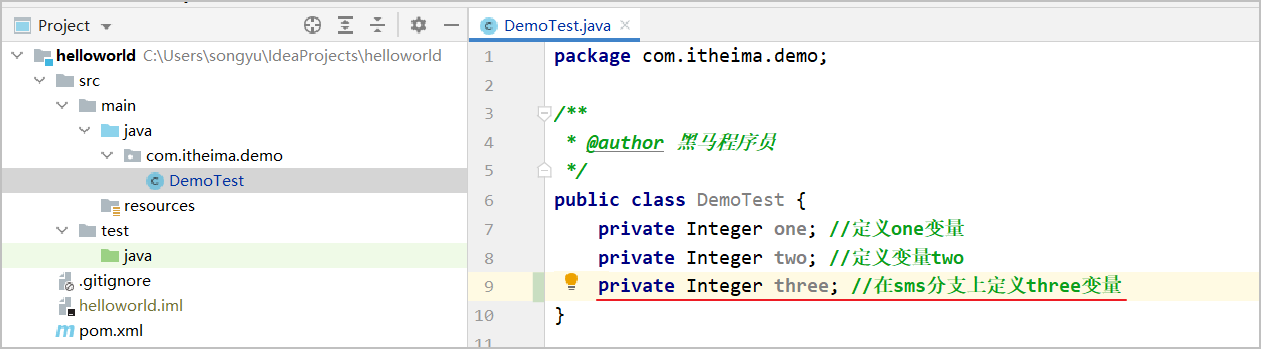 Project
helloworld C:\Users\songyu\IdeaProjects\helloworld
src
main
java
com.itheima.demo
DemoTest
resources
test
java
.gitignore
helloworld.iml
pom.xml
DemoTest.java
1 package com.itheima.demo;
2
3 /**
4 * @author 黑马程序员
5 */
6 public class DemoTest {
7 private Integer one; //定义one变量
8 private Integer two; //定义变量two
9 private Integer three; //在sms分支上定义three变量
10 }
11